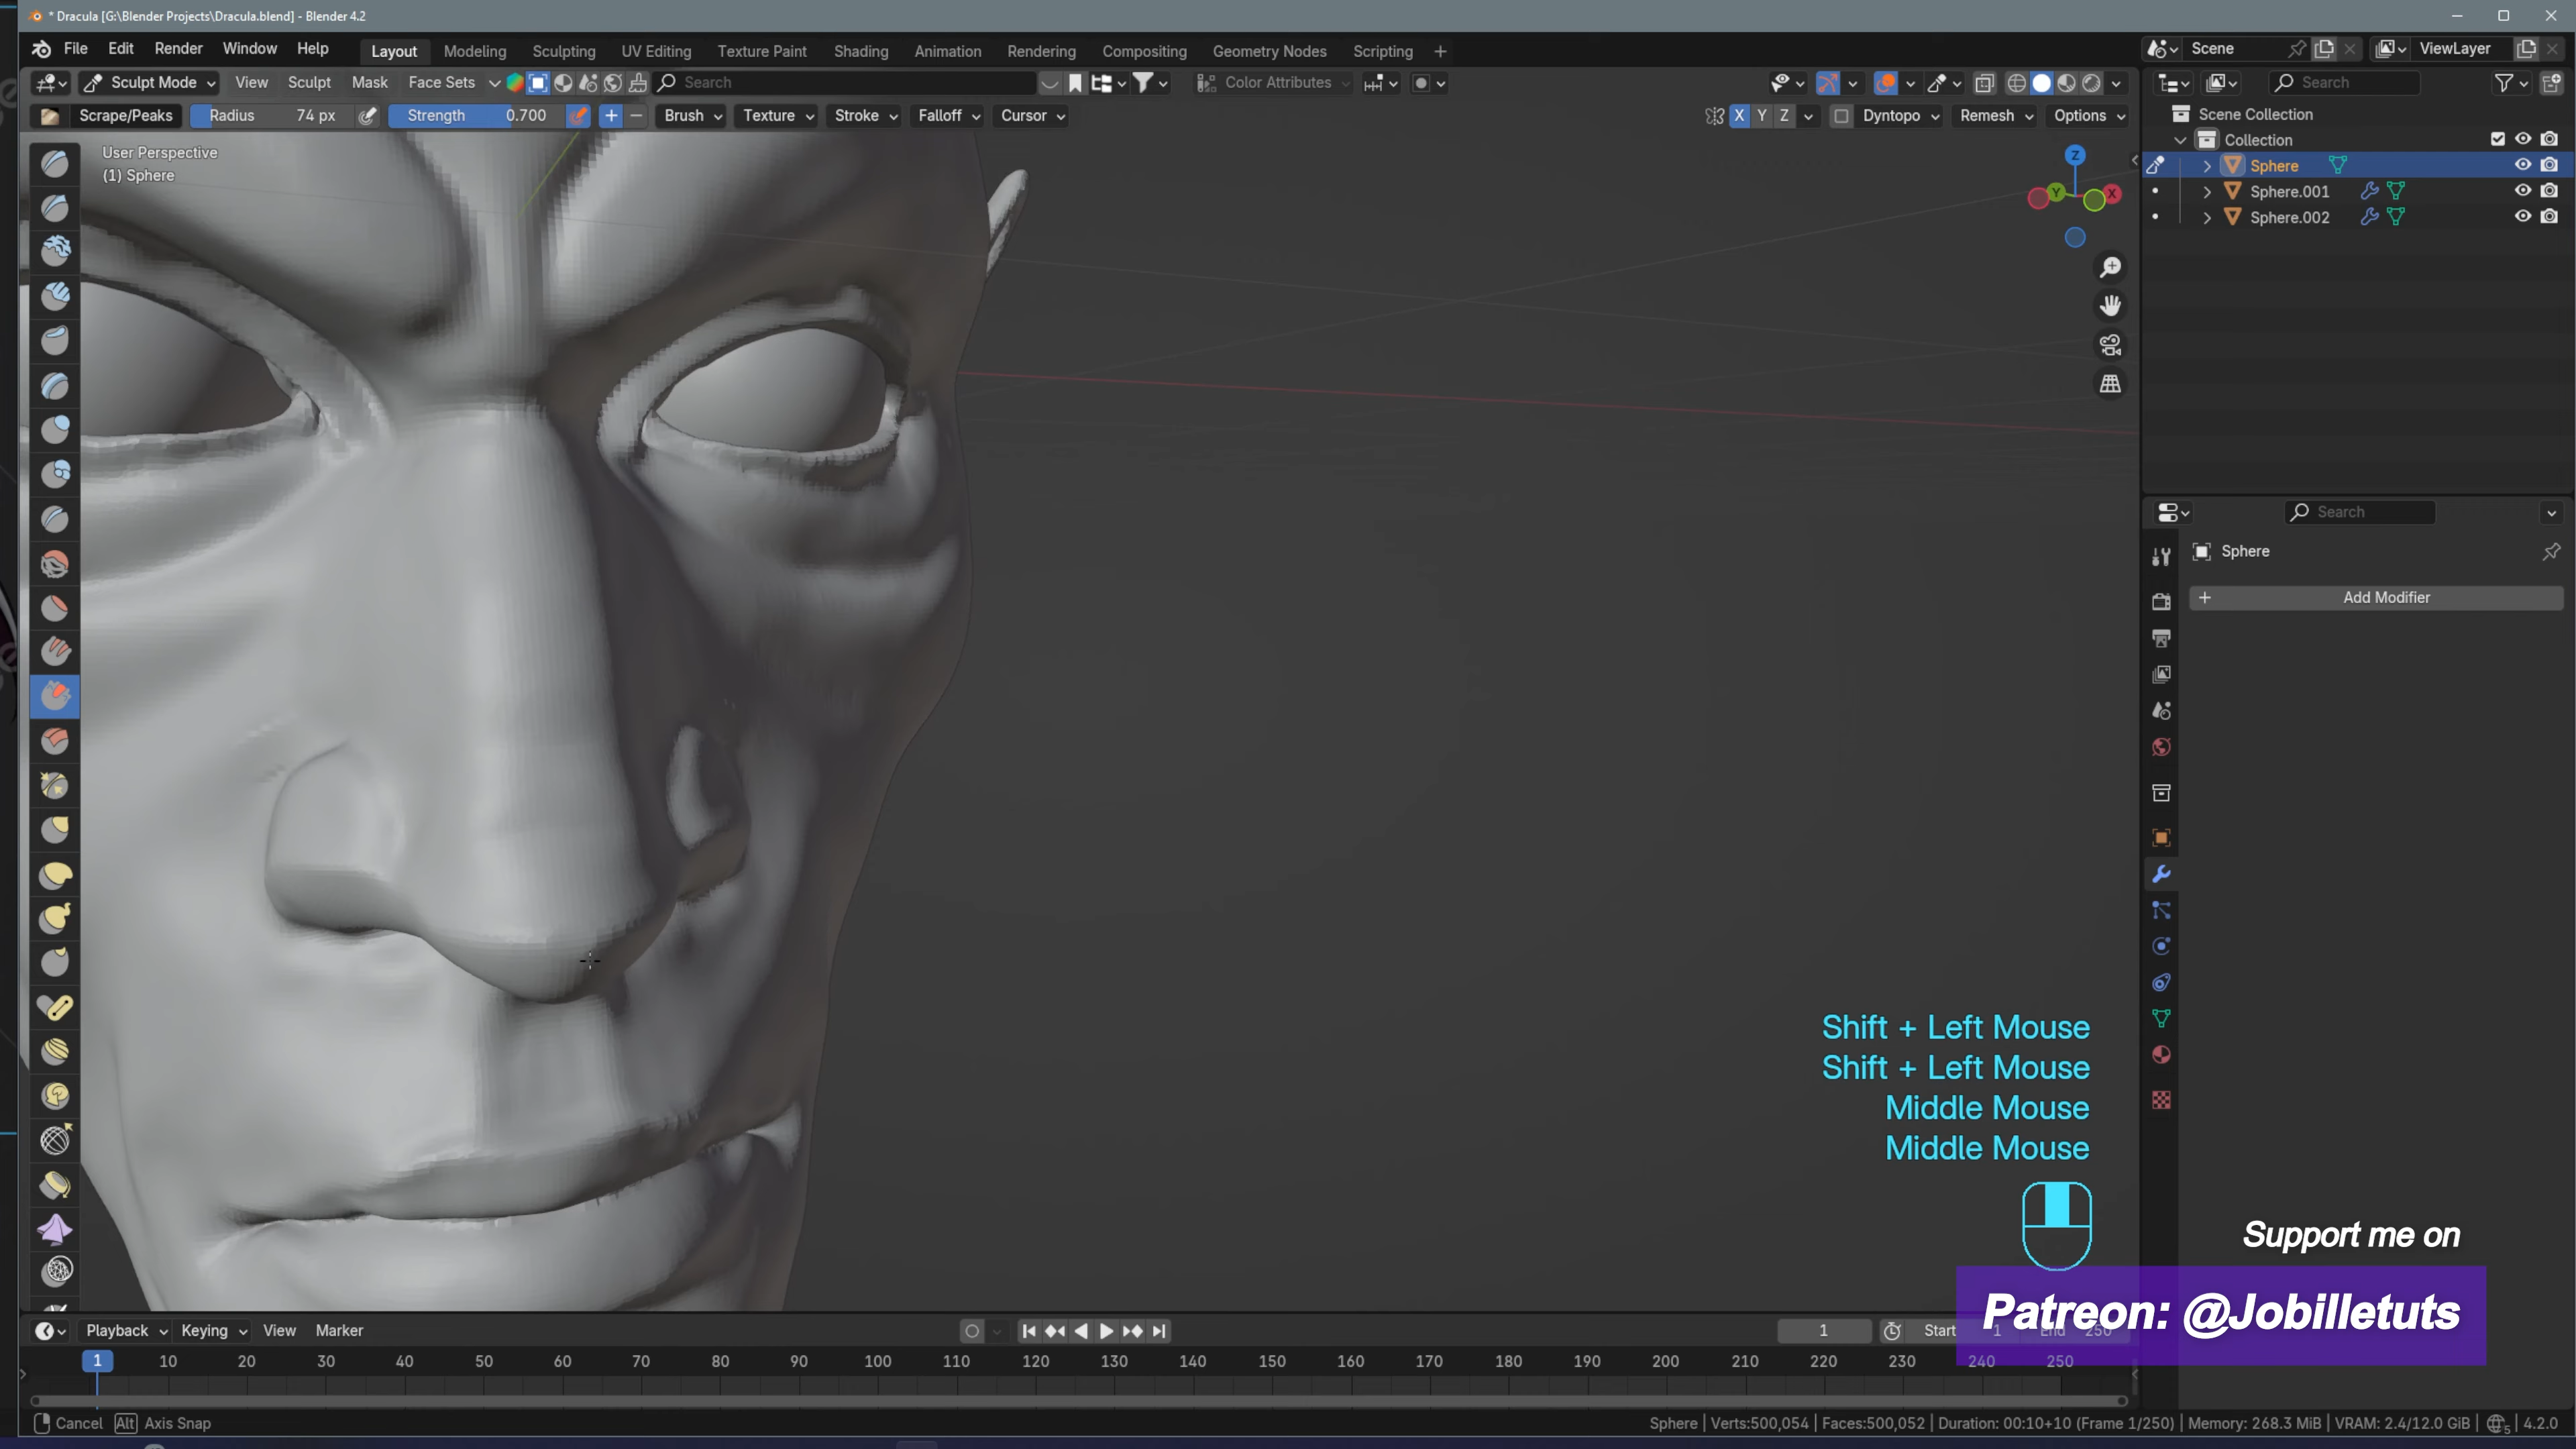 * Dracula [G:\Blender Projects\Dracula.blend] - Blender 4.2
File Edit Render Window Help Layout Modeling Sculpting UV Editing Texture Paint Shading Animation Rendering Compositing Geometry Nodes Scripting + Scene ViewLayer
Sculpt Mode View Sculpt Mask Face Sets Search Color Attributes Search
Scrape/Peaks Radius 74 px Strength 0.700 + − Brush Texture Stroke Falloff Cursor X Y Z Dyntopo Remesh Options
Scene Collection
Collection
Sphere
Sphere.001
Sphere.002
User Perspective
(1) Sphere
Z
Y X
Search
Sphere
+ Add Modifier
Shift + Left Mouse
Shift + Left Mouse
Middle Mouse
Middle Mouse
Support me on
Patreon: @Jobilletuts
Playback Keying View Marker 1 Start 1 End 250
1 10 20 30 40 50 60 70 80 90 100 110 120 130 140 150 160 170 180 190 200 210 220 230 240 250
Cancel Alt Axis Snap Sphere | Verts:500,054 | Faces:500,052 | Duration: 00:10+10 (Frame 1/250) | Memory: 268.3 MiB | VRAM: 2.4/12.0 GiB | 5 | 4.2.0